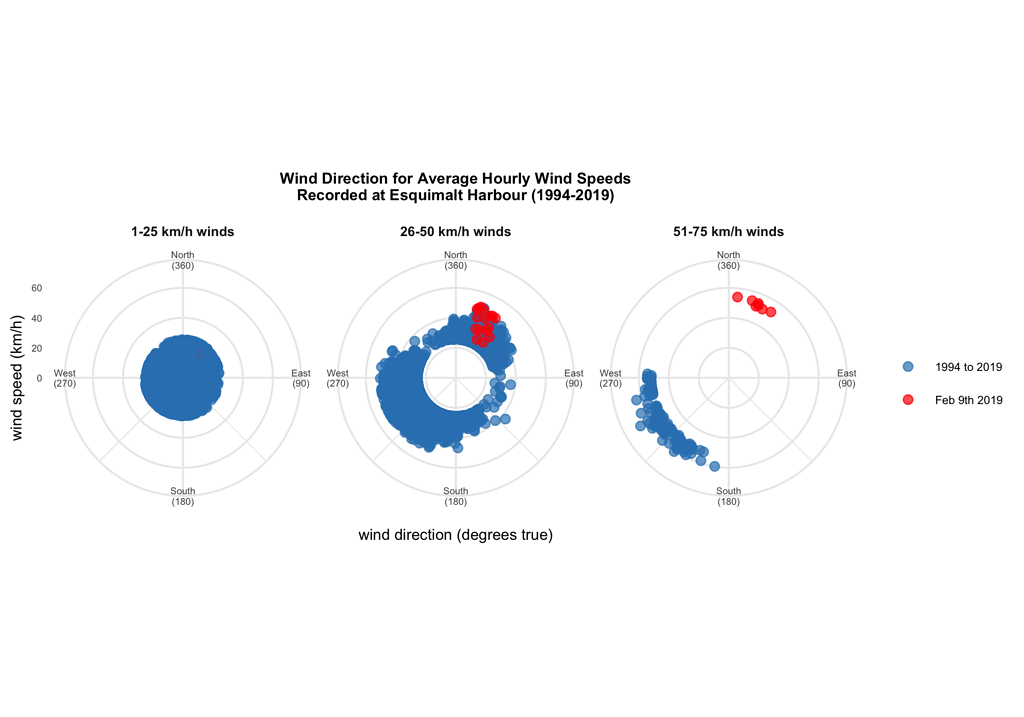 Wind Direction for Average Hourly Wind Speeds
Recorded at Esquimalt Harbour (1994-2019)
1-25 km/h winds
26-50 km/h winds
51-75 km/h winds
North
(360)
North
(360)
North
(360)
60
40
20
0
wind speed (km/h)
West
(270)
East
(90)
West
(270)
East
(90)
West
(270)
East
(90)
South
(180)
South
(180)
South
(180)
wind direction (degrees true)
1994 to 2019
Feb 9th 2019